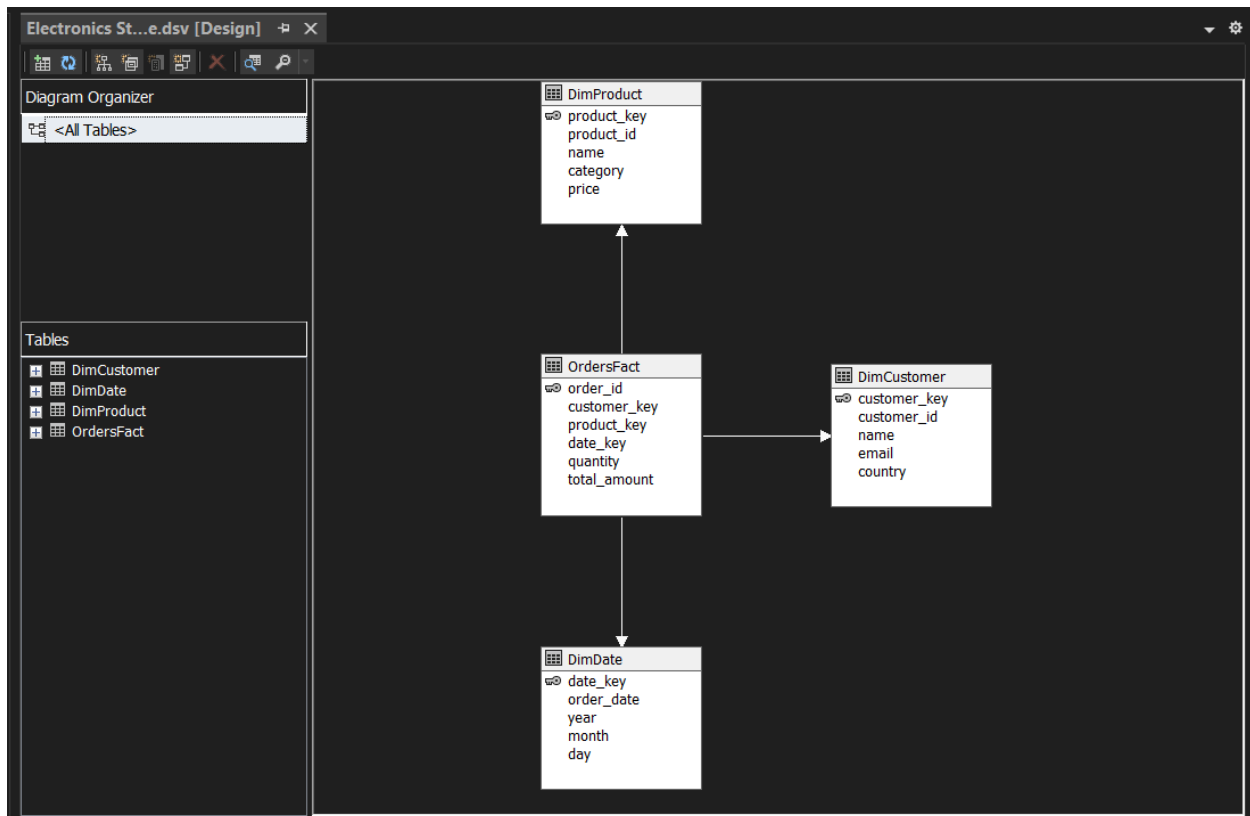 Electronics St...e.dsv [Design]
Diagram Organizer
<All Tables>
Tables
DimCustomer
DimDate
DimProduct
OrdersFact
DimProduct
product_key
product_id
name
category
price
OrdersFact
order_id
customer_key
product_key
date_key
quantity
total_amount
DimCustomer
customer_key
customer_id
name
email
country
DimDate
date_key
order_date
year
month
day